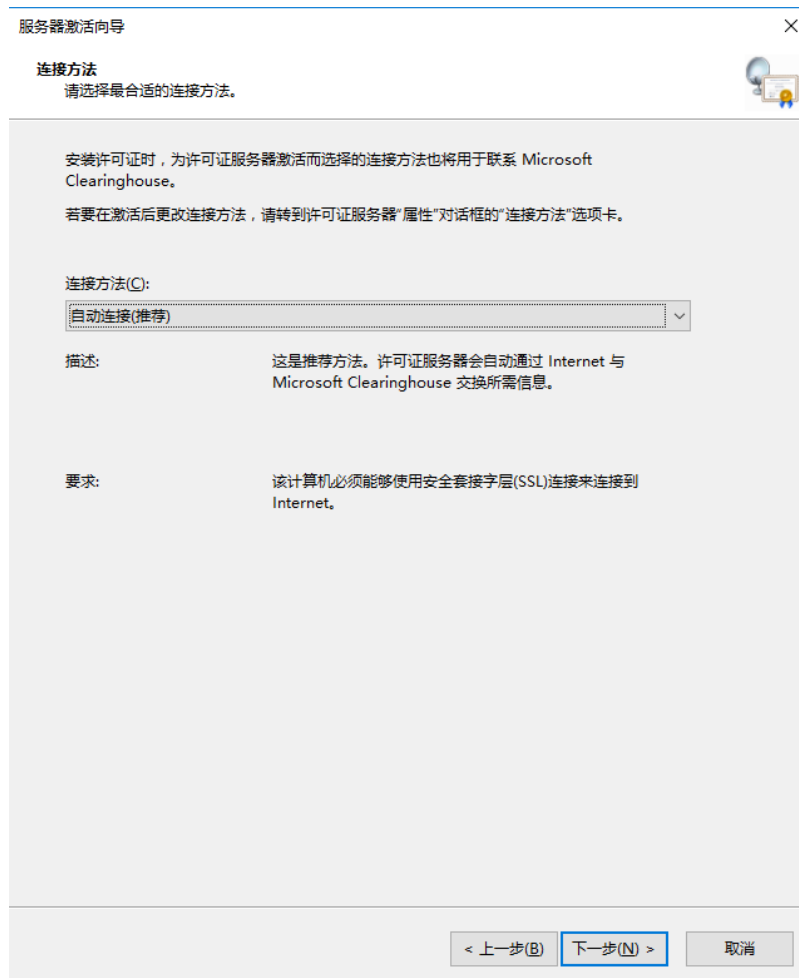 服务器激活向导
连接方法
请选择最合适的连接方法。
安装许可证时，为许可证服务器激活而选择的连接方法也将用于联系 Microsoft
Clearinghouse。
若要在激活后更改连接方法，请转到许可证服务器“属性”对话框的“连接方法”选项卡。
连接方法(C):
自动连接(推荐)
描述: 这是推荐方法。许可证服务器会自动通过 Internet 与
Microsoft Clearinghouse 交换所需信息。
要求: 该计算机必须能够使用安全套接字层(SSL)连接来连接到
Internet。
< 上一步(B) 下一步(N) > 取消